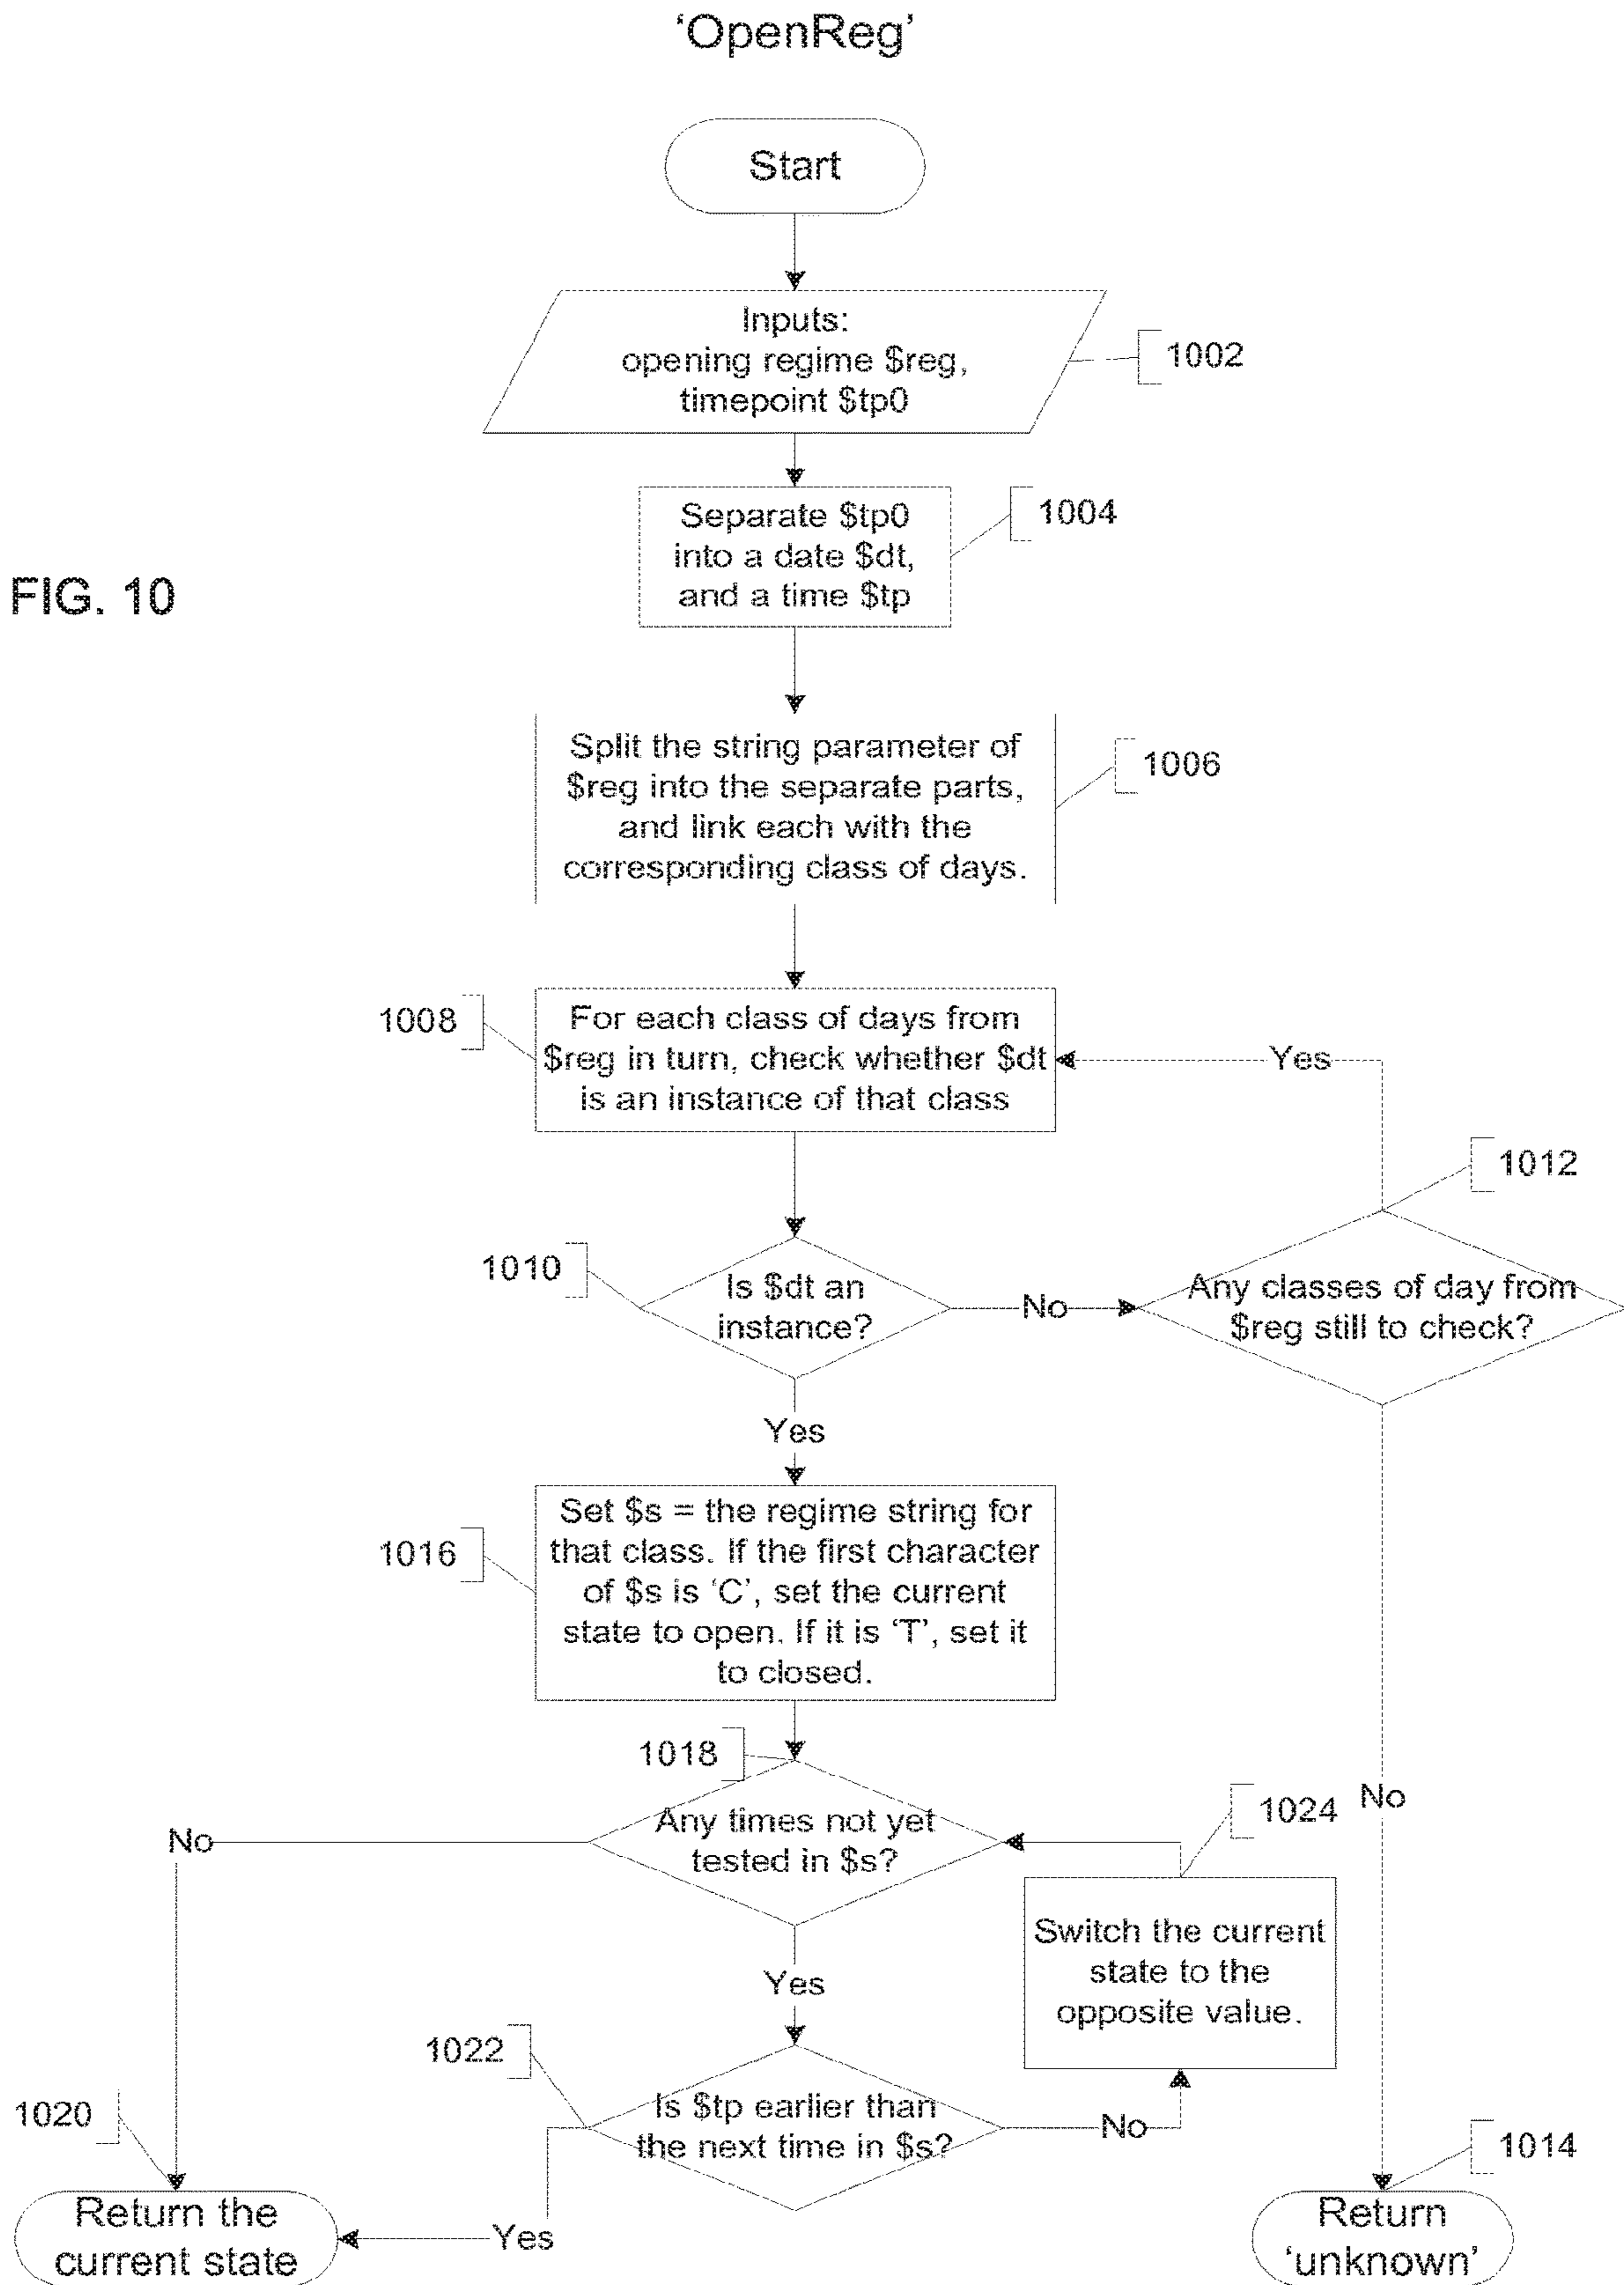 'OpenReg'
Start
Inputs:
opening regime $reg,
timepoint $tp0
1002
Separate $tp0
into a date $dt,
and a time $tp
1004
FIG. 10
Split the string parameter of
$reg into the separate parts,
and link each with the
corresponding class of days.
1006
1008
For each class of days from
$reg in turn, check whether $dt
is an instance of that class
Yes
1012
1010
Is $dt an
instance?
No
Any classes of day from
$reg still to check?
Yes
1016
Set $s = the regime string for
that class. If the first character
of $s is 'C', set the current
state to open. If it is 'T', set it
to closed.
1018
Any times not yet
tested in $s?
No
1024
No
Switch the current
state to the
opposite value.
Yes
1022
Is $tp earlier than
the next time in $s?
No
1020
1014
Return the
current state
Yes
Return
'unknown'